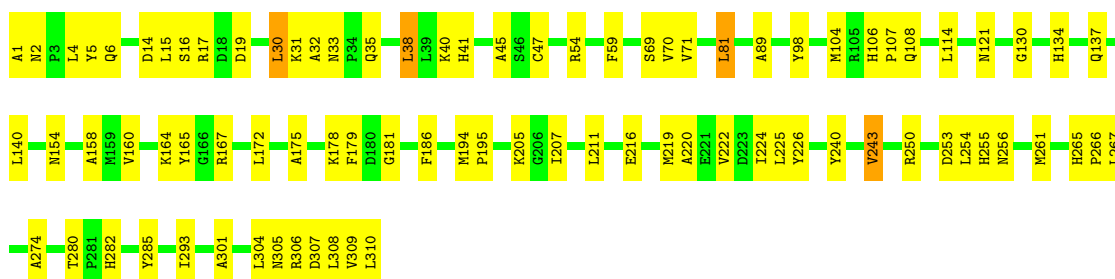 A1 N2 P3 L4 Y5 Q6 D14 L15 S16 R17 D18 D19 L30 K31 A32 N33 P34 Q35 L38 L39 K40 H41 A45 S46 C47 R54 F59 S69 V70 V71 L81 A89 Y98 M104 R105 H106 P107 Q108 L114 N121 G130 H134 Q137
L140 N154 A158 M159 V160 K164 Y165 G166 R167 L172 A175 K178 F179 D180 G181 F186 M194 P195 K205 G206 I207 L211 E216 M219 A220 E221 V222 D223 I224 L225 Y226 Y240 V243 R250 D253 L254 H255 N256 M261 H265 P266 L267
A274 T280 P281 H282 Y285 I293 A301 L304 N305 R306 D307 L308 V309 L310